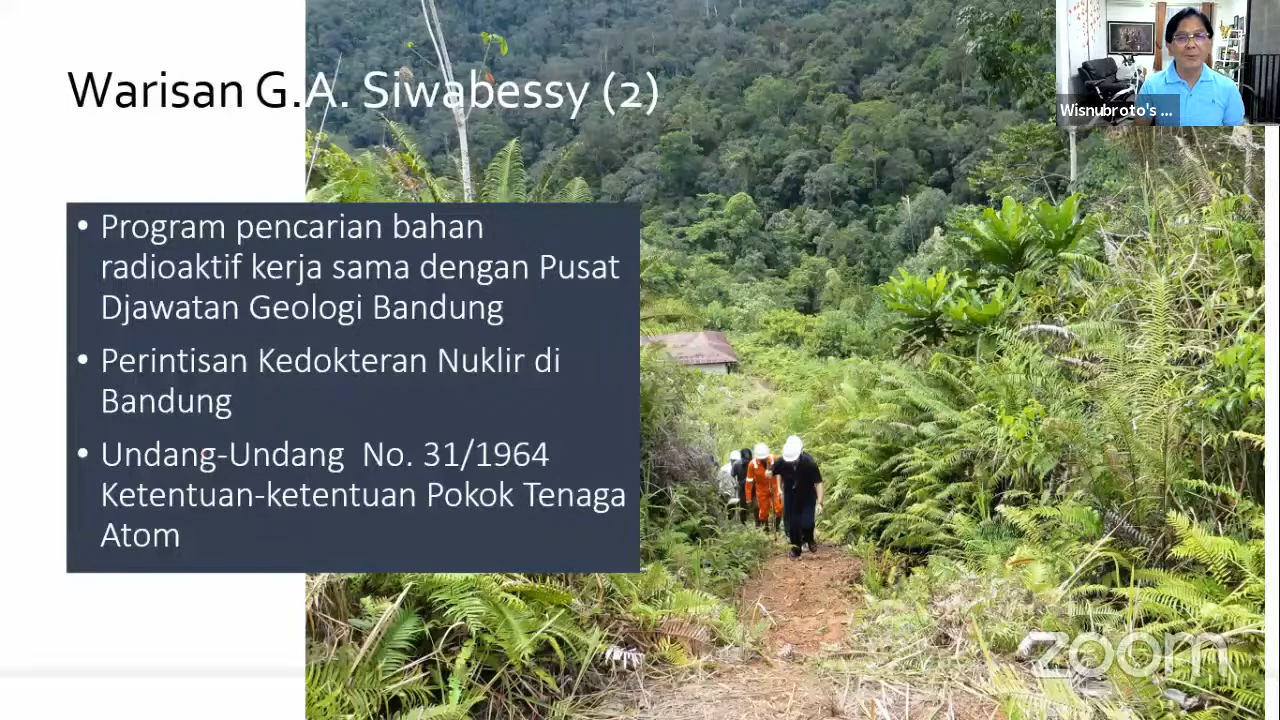 Warisan G.A. Siwabessy (2)
Wisnubroto's ...
• Program pencarian bahan
radioaktif kerja sama dengan Pusat
Djawatan Geologi Bandung
• Perintisan Kedokteran Nuklir di
Bandung
• Undang-Undang No. 31/1964
Ketentuan-ketentuan Pokok Tenaga
Atom
zoom